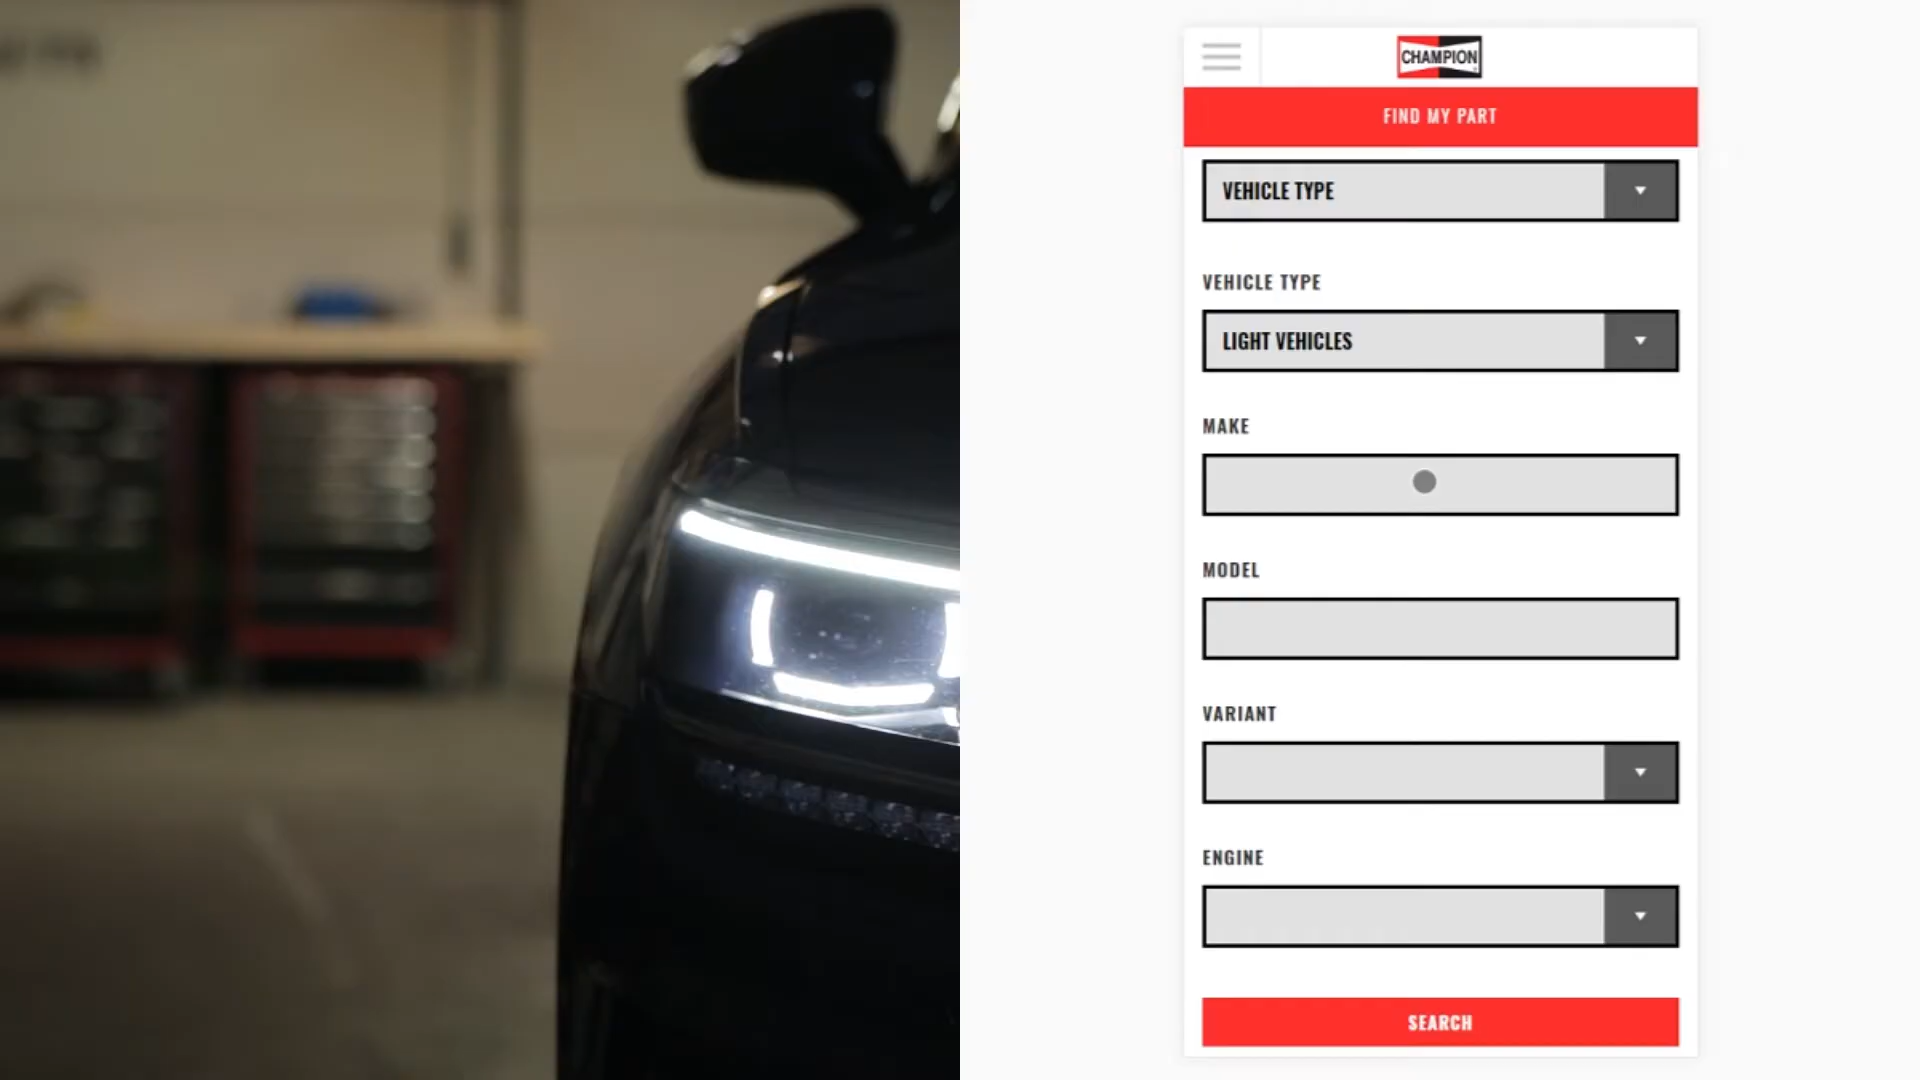 CHAMPION
FIND MY PART
VEHICLE TYPE
VEHICLE TYPE
LIGHT VEHICLES
MAKE
MODEL
VARIANT
ENGINE
SEARCH